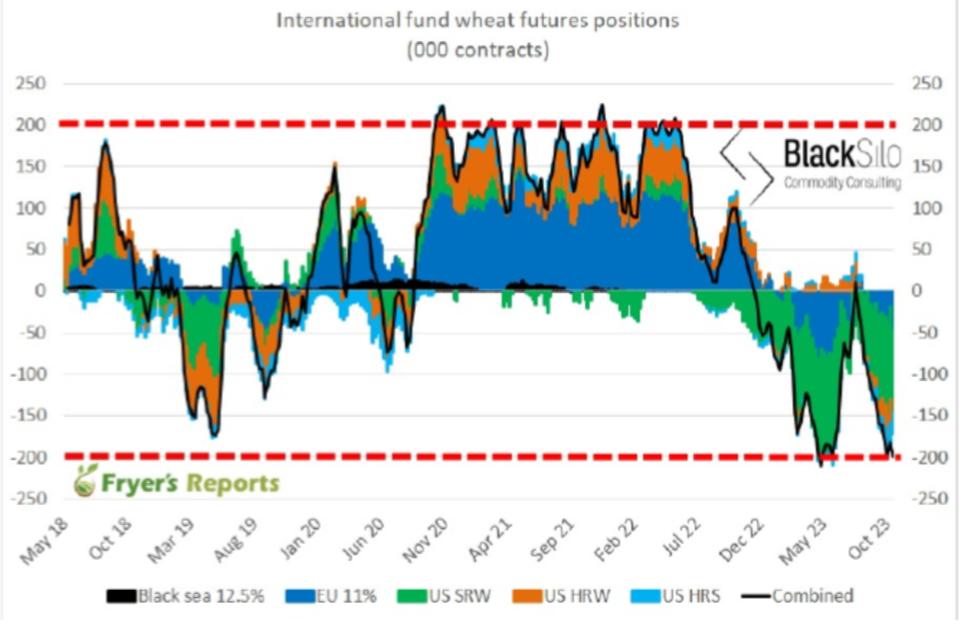 International fund wheat futures positions
(000 contracts)
250 250
200 200
150 150
100 100
50 50
0 0
-50 -50
-100 -100
-150 -150
-200 -200
-250 -250
BlackSilo
Commodity Consulting
Fryer's Reports
May 18 Oct 18 Mar 19 Aug 19 Jan 20 Jun 20 Nov 20 Apr 21 Sep 21 Feb 22 Jul 22 Dec 22 May 23 Oct 23
Black sea 12.5% EU 11% US SRW US HRW US HRS Combined